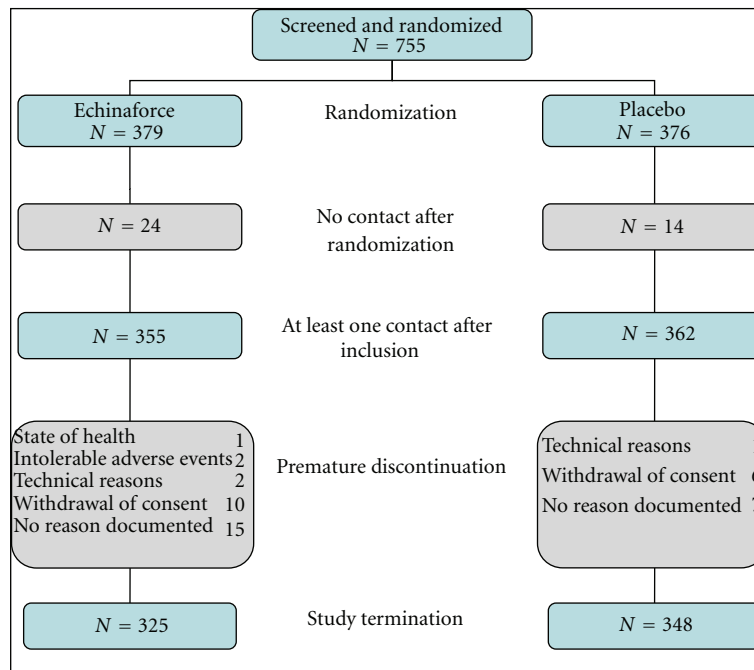 Screened and randomized
N = 755
Echinaforce
N = 379
Randomization
Placebo
N = 376
N = 24
No contact after
randomization
N = 14
N = 355
At least one contact after
inclusion
N = 362
State of health 1
Intolerable adverse events 2
Technical reasons 2
Withdrawal of consent 10
No reason documented 15
Premature discontinuation
Technical reasons
Withdrawal of consent
No reason documented
N = 325
Study termination
N = 348